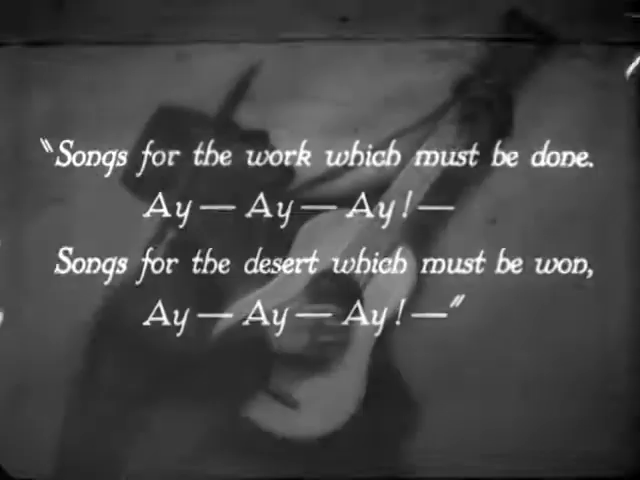 "Songs for the work which must be done.
Ay — Ay — Ay! —
Songs for the desert which must be won,
Ay — Ay — Ay! —"